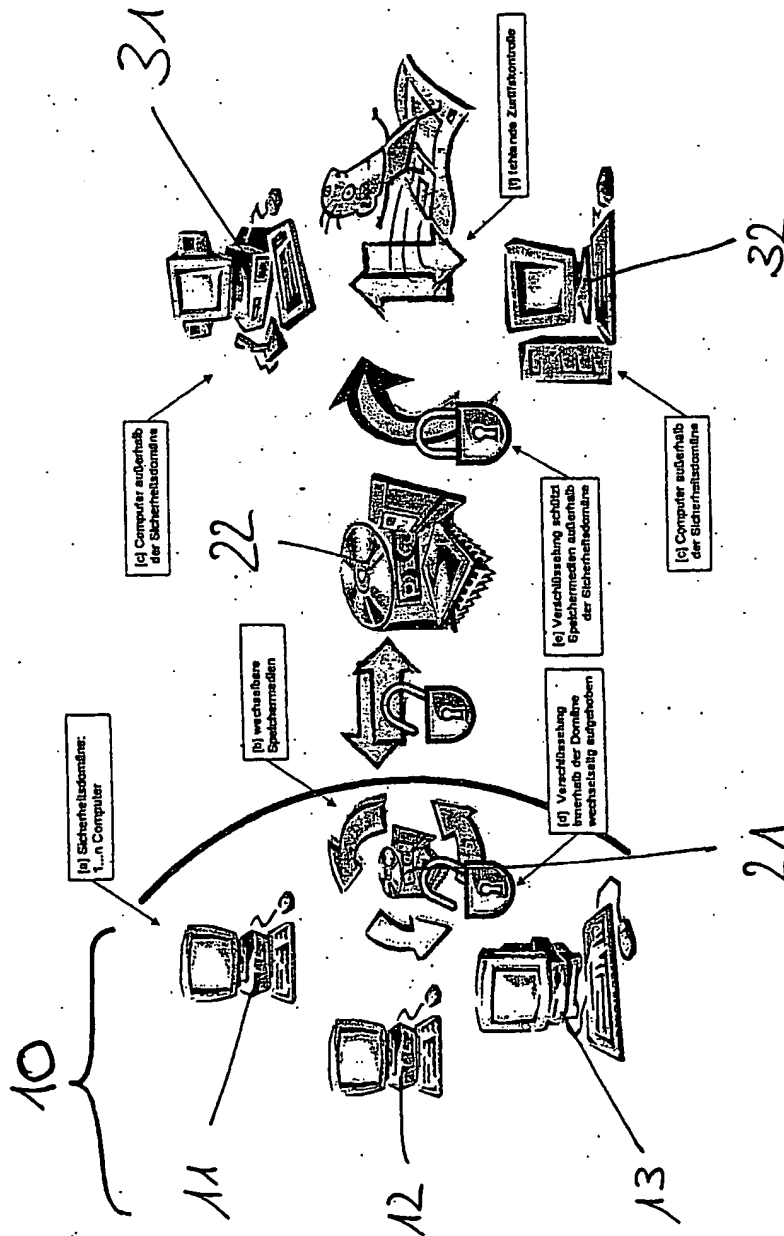 10
11
12
13
[a] Sicherheitsdomäne:
1...n Computer
[b] wechselbare
Speichermedien
[d] Verschlüsselung
innerhalb der Domäne
wechselseitig aufgehoben
21
22
[c] Computer außerhalb
der Sicherheitsdomäne
[e] Verschlüsselung schützt
Speichermedien außerhalb
der Sicherheitsdomäne
[c] Computer außerhalb
der Sicherheitsdomäne
31
[f] fehlende Zugriffskontrolle
32